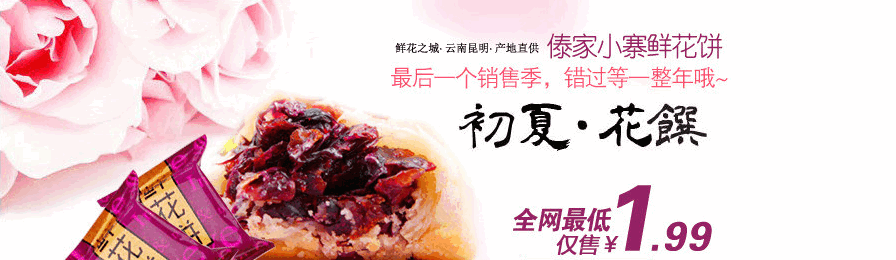 鲜花之城·云南昆明·产地直供 傣家小寨鲜花饼
最后一个销售季，错过等一整年哦~
初夏·花饌
全网最低
仅售¥1.99
花
花